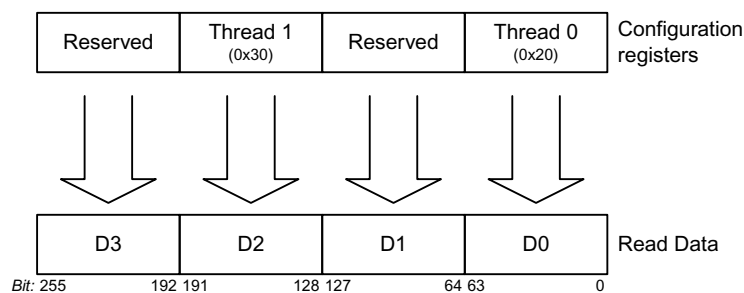 Reserved Thread 1 Reserved Thread 0 Configuration
(0x30) (0x20) registers
D3 D2 D1 D0 Read Data
Bit: 255 192 191 128 127 64 63 0